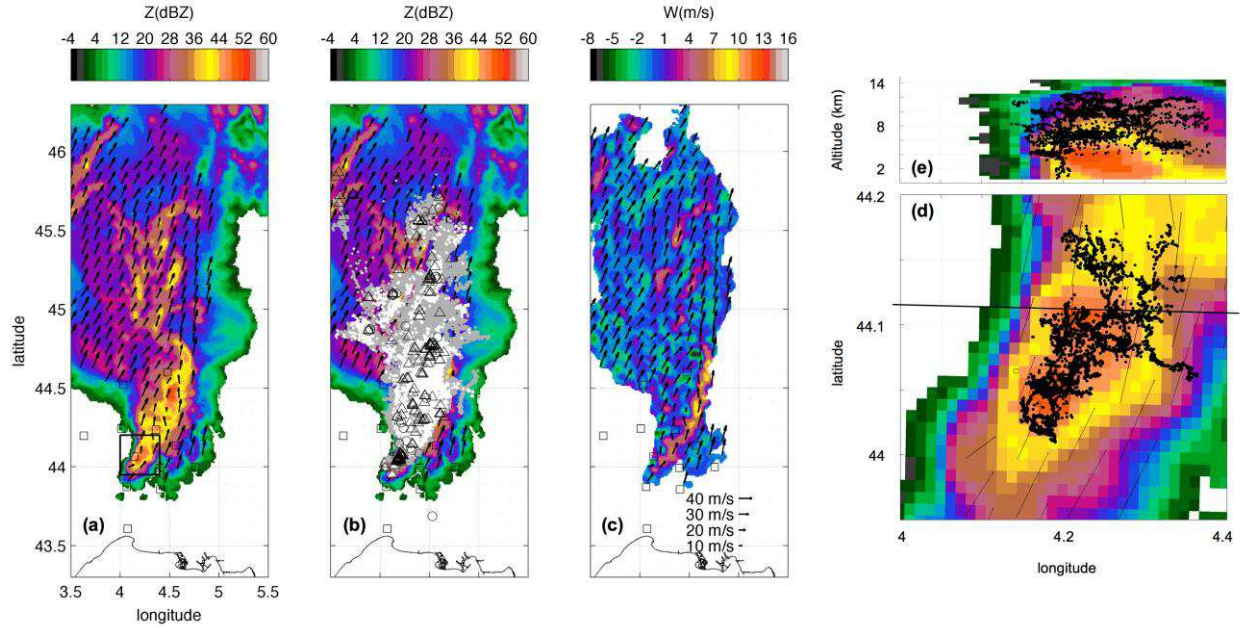 Z(dBZ)
-4 4 12 20 28 36 44 52 60
Z(dBZ)
-4 4 12 20 28 36 44 52 60
W(m/s)
-8 -5 -2 1 4 7 10 13 16
46
45.5
45
44.5
44
43.5
latitude
(a)
3.5 4 4.5 5 5.5
longitude
(b)
(c)
40 m/s
30 m/s
20 m/s
10 m/s
14
8
2
Altitude (km)
(e)
44.2
44.1
44
latitude
(d)
4 4.2 4.4
longitude